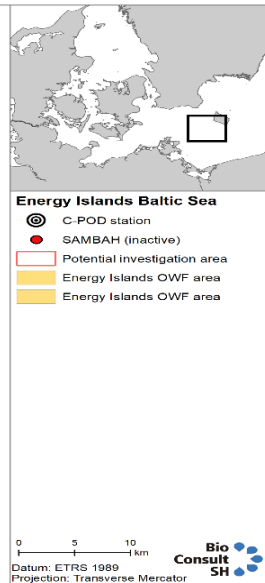 Energy Islands Baltic Sea
C-POD station
SAMBAH (inactive)
Potential investigation area
Energy Islands OWF area
Energy Islands OWF area
0 5 10
km
Bio
Consult
SH
Datum: ETRS 1989
Projection: Transverse Mercator